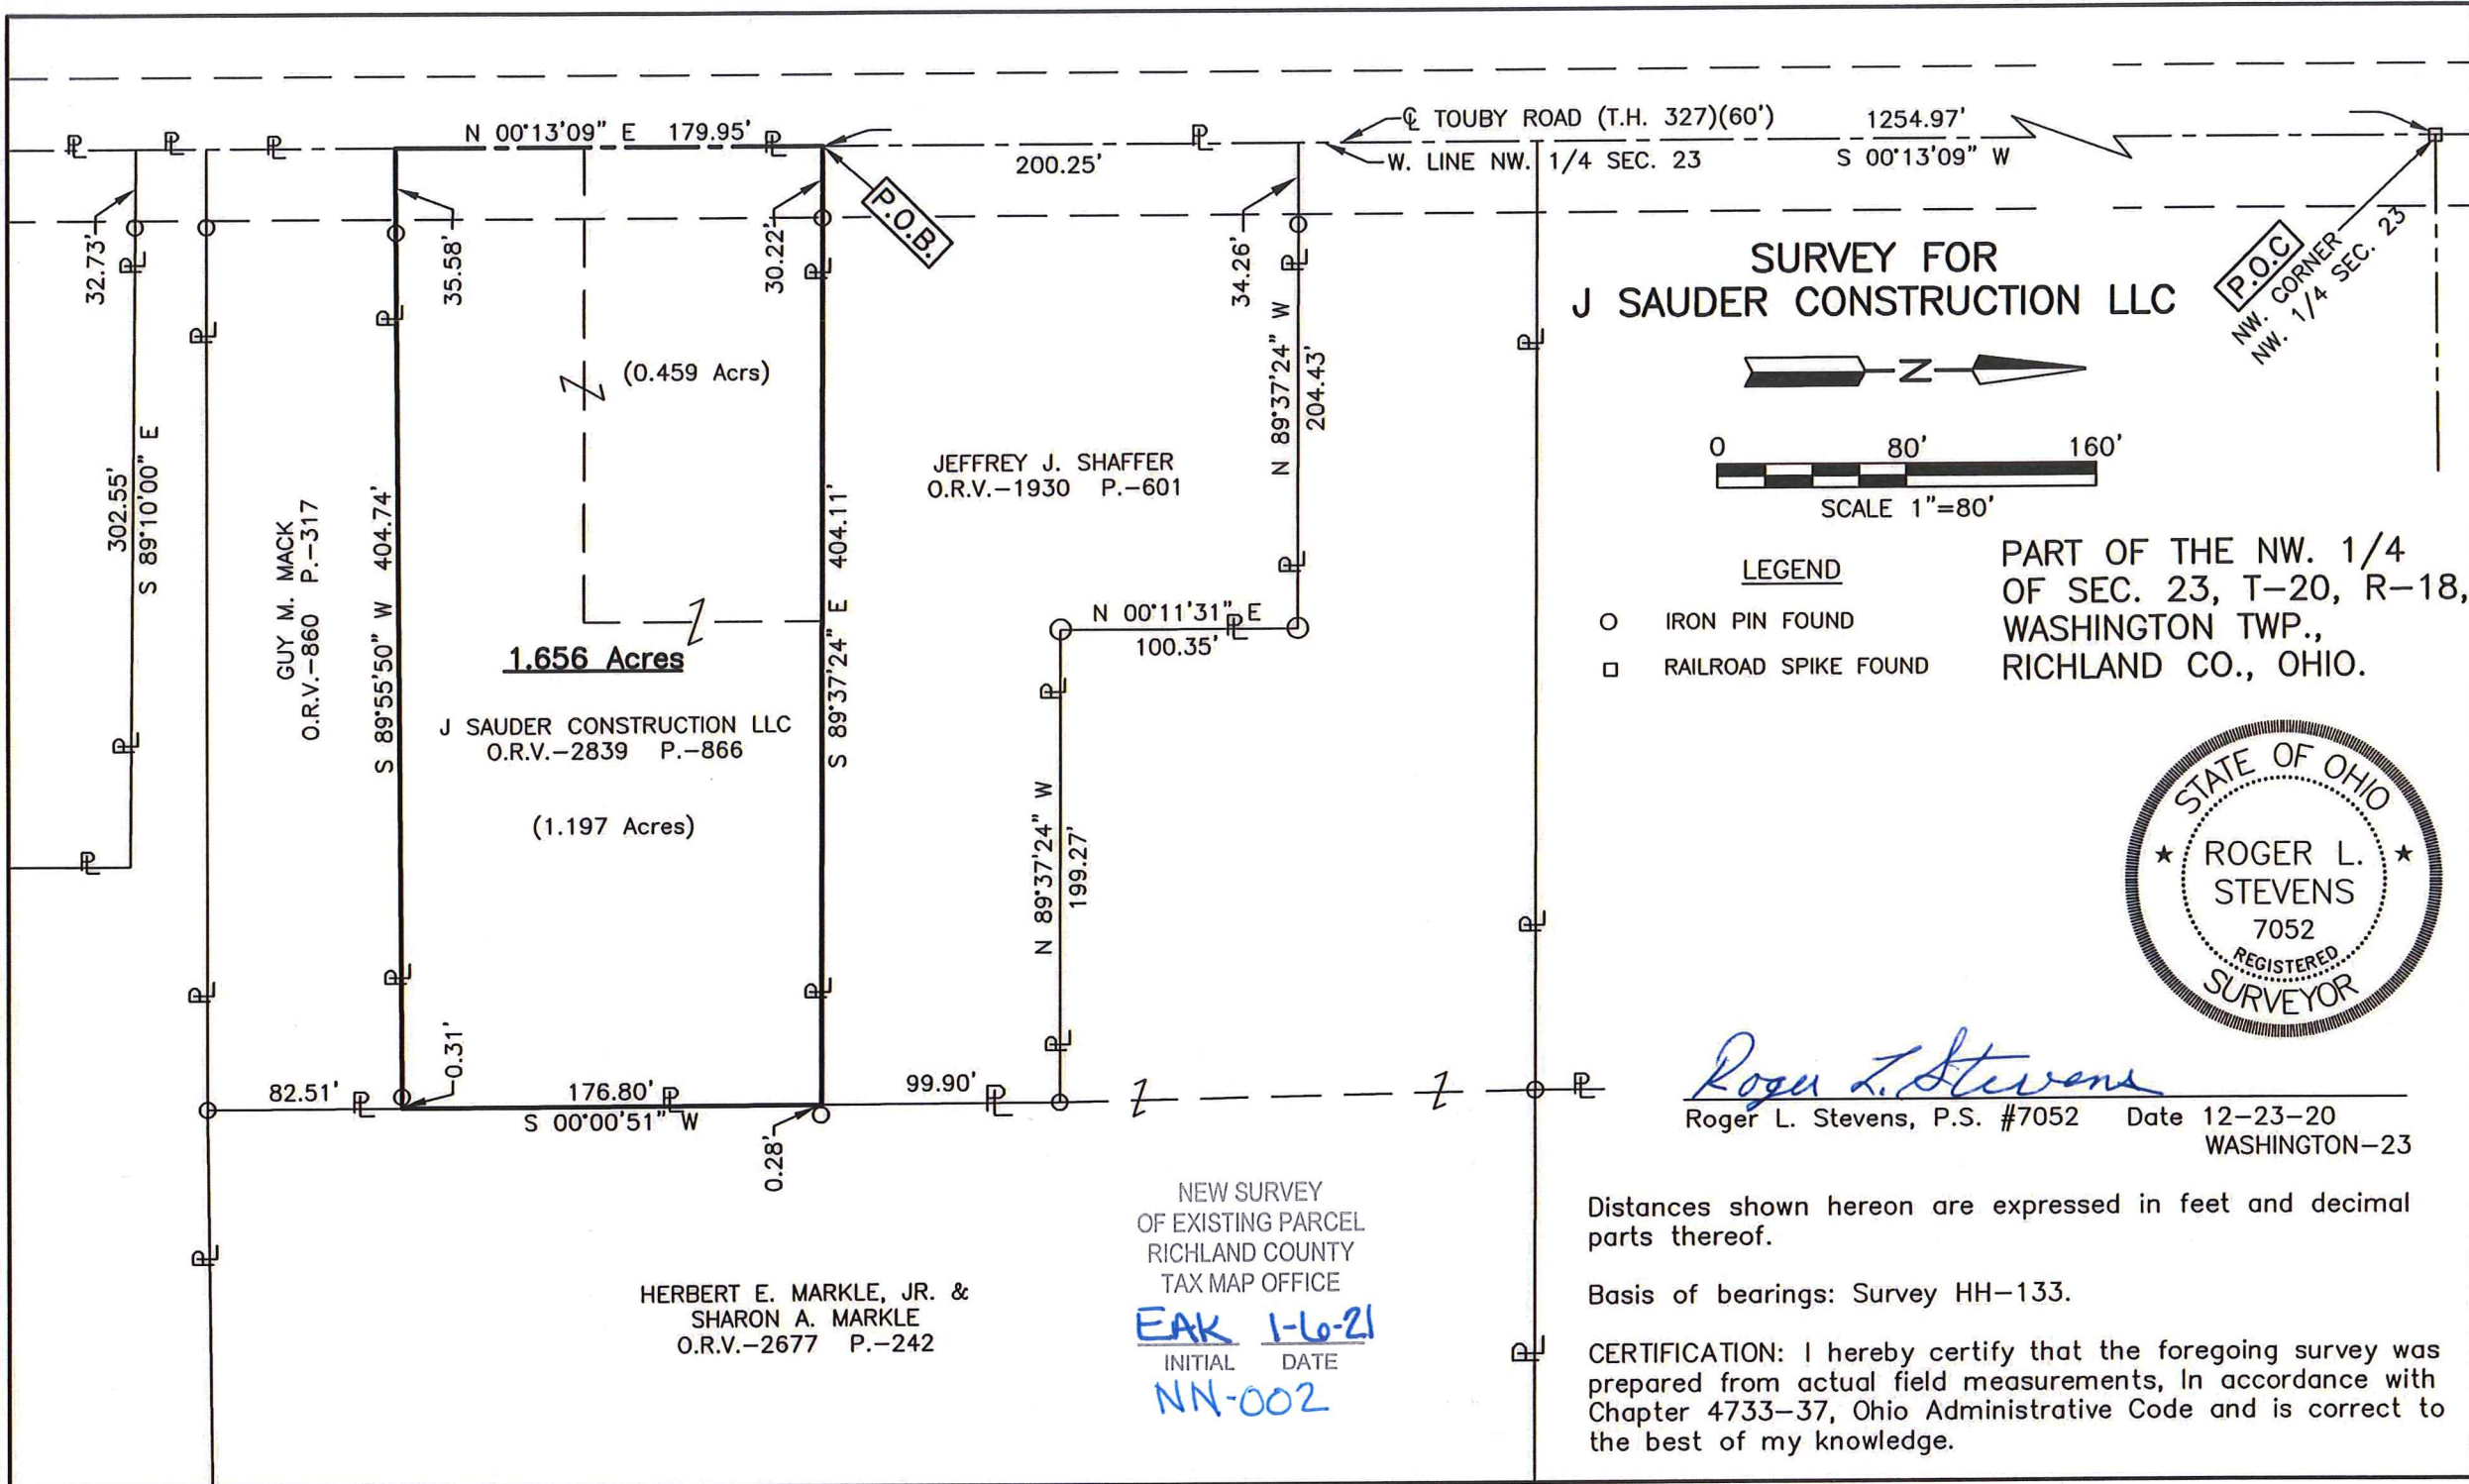 N 00°13'09" E 179.95'
200.25'
℄ TOUBY ROAD (T.H. 327)(60')
W. LINE NW. 1/4 SEC. 23
1254.97'
S 00°13'09" W
P.O.B.
P.O.C
NW. CORNER
NW. 1/4 SEC. 23
32.73'
35.58'
30.22'
34.26'
302.55'
S 89°10'00" E
GUY M. MACK
O.R.V.-860 P.-317
S 89°55'50" W 404.74'
(0.459 Acrs)
1.656 Acres
J SAUDER CONSTRUCTION LLC
O.R.V.-2839 P.-866
(1.197 Acres)
S 89°37'24" E 404.11'
JEFFREY J. SHAFFER
O.R.V.-1930 P.-601
N 89°37'24" W
204.43'
N 00°11'31" E
100.35'
N 89°37'24" W
199.27'
82.51'
0.31'
176.80'
S 00°00'51" W
0.28'
99.90'
HERBERT E. MARKLE, JR. &
SHARON A. MARKLE
O.R.V.-2677 P.-242
NEW SURVEY
OF EXISTING PARCEL
RICHLAND COUNTY
TAX MAP OFFICE
EAK 1-6-21
INITIAL DATE
NN-002
SURVEY FOR
J SAUDER CONSTRUCTION LLC
N
0 80' 160'
SCALE 1"=80'
LEGEND
IRON PIN FOUND
RAILROAD SPIKE FOUND
PART OF THE NW. 1/4
OF SEC. 23, T-20, R-18,
WASHINGTON TWP.,
RICHLAND CO., OHIO.
STATE OF OHIO
ROGER L.
STEVENS
7052
REGISTERED
SURVEYOR
Roger L. Stevens
Roger L. Stevens, P.S. #7052 Date 12-23-20
WASHINGTON-23
Distances shown hereon are expressed in feet and decimal
parts thereof.
Basis of bearings: Survey HH-133.
CERTIFICATION: I hereby certify that the foregoing survey was
prepared from actual field measurements, In accordance with
Chapter 4733-37, Ohio Administrative Code and is correct to
the best of my knowledge.